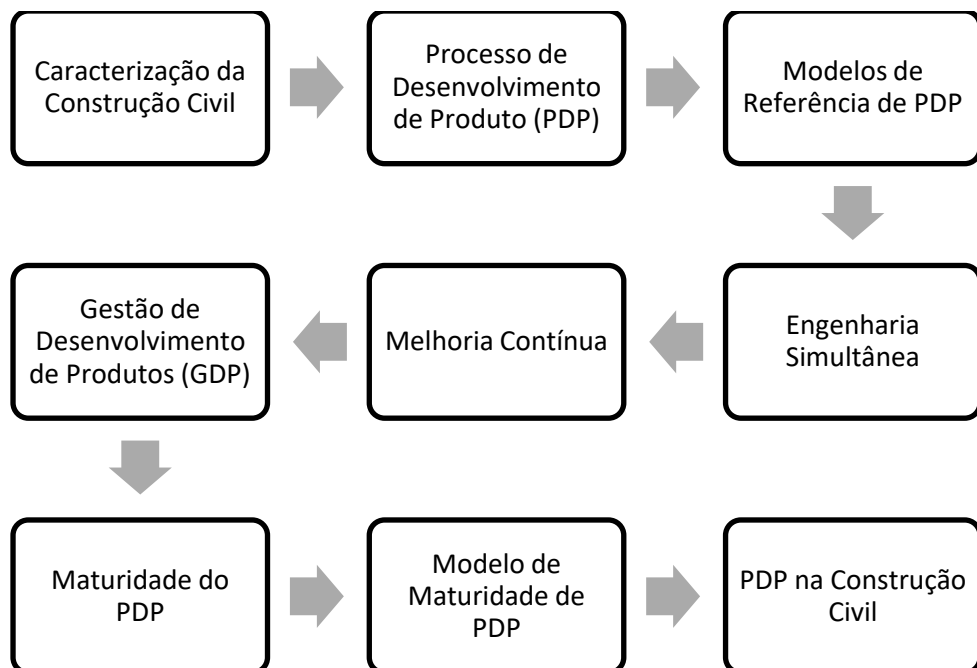 Caracterização da
Construção Civil
Processo de
Desenvolvimento
de Produto (PDP)
Modelos de
Referência de PDP
Engenharia
Simultânea
Melhoria Contínua
Gestão de
Desenvolvimento
de Produtos (GDP)
Maturidade do
PDP
Modelo de
Maturidade de
PDP
PDP na Construção
Civil